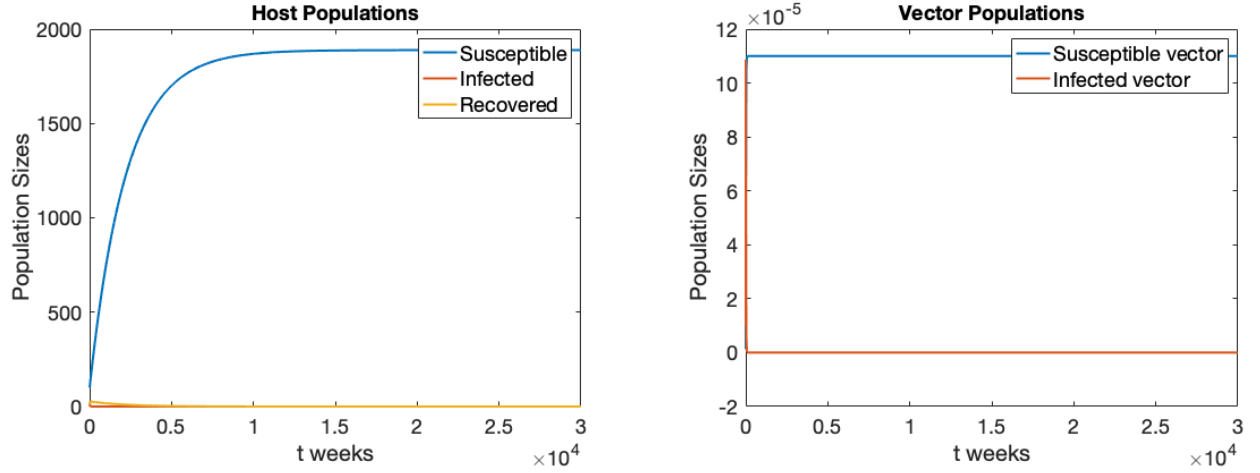 Host Populations
2000
1500
1000
500
0
Population Sizes
Susceptible
Infected
Recovered
0 0.5 1 1.5 2 2.5 3
t weeks
×10^4
Vector Populations
×10^-5
12
10
8
6
4
2
0
-2
Population Sizes
Susceptible vector
Infected vector
0 0.5 1 1.5 2 2.5 3
t weeks
×10^4